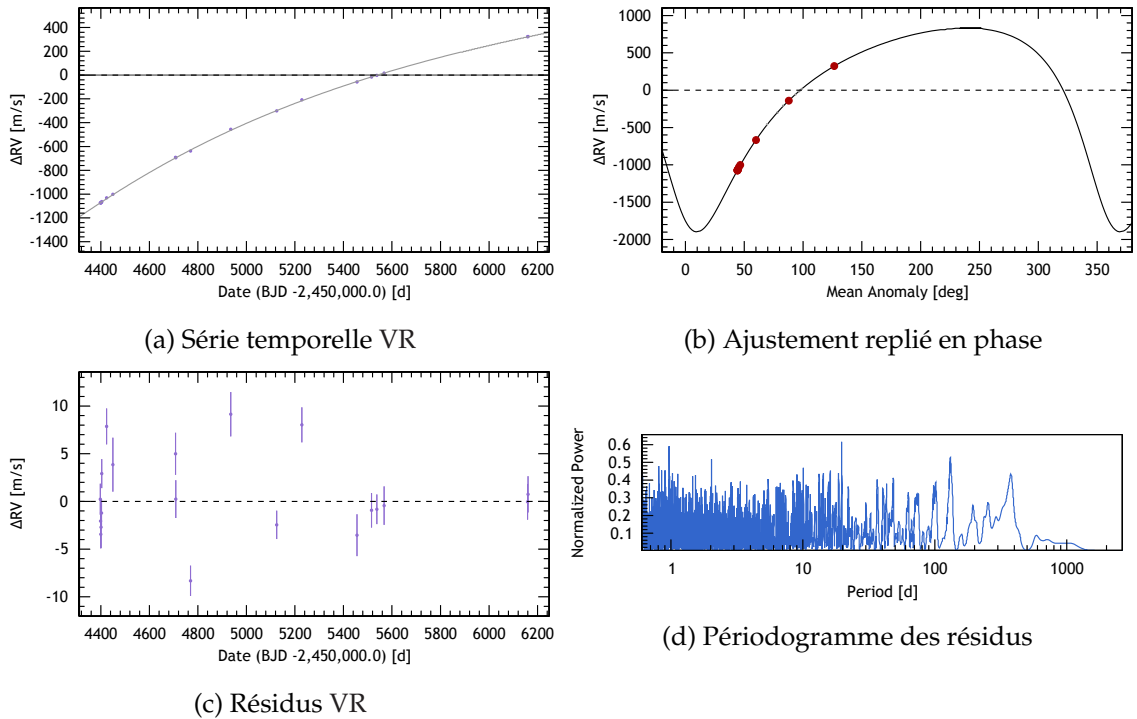 400
200
0
-200
-400
-600
-800
-1000
-1200
-1400
ΔRV [m/s]
4400 4600 4800 5000 5200 5400 5600 5800 6000 6200
Date (BJD -2,450,000.0) [d]
(a) Série temporelle VR
1000
500
0
-500
-1000
-1500
-2000
ΔRV [m/s]
0 50 100 150 200 250 300 350
Mean Anomaly [deg]
(b) Ajustement replié en phase
10
5
0
-5
-10
ΔRV [m/s]
4400 4600 4800 5000 5200 5400 5600 5800 6000 6200
Date (BJD -2,450,000.0) [d]
(c) Résidus VR
0.6
0.5
0.4
0.3
0.2
0.1
Normalized Power
1 10 100 1000
Period [d]
(d) Périodogramme des résidus